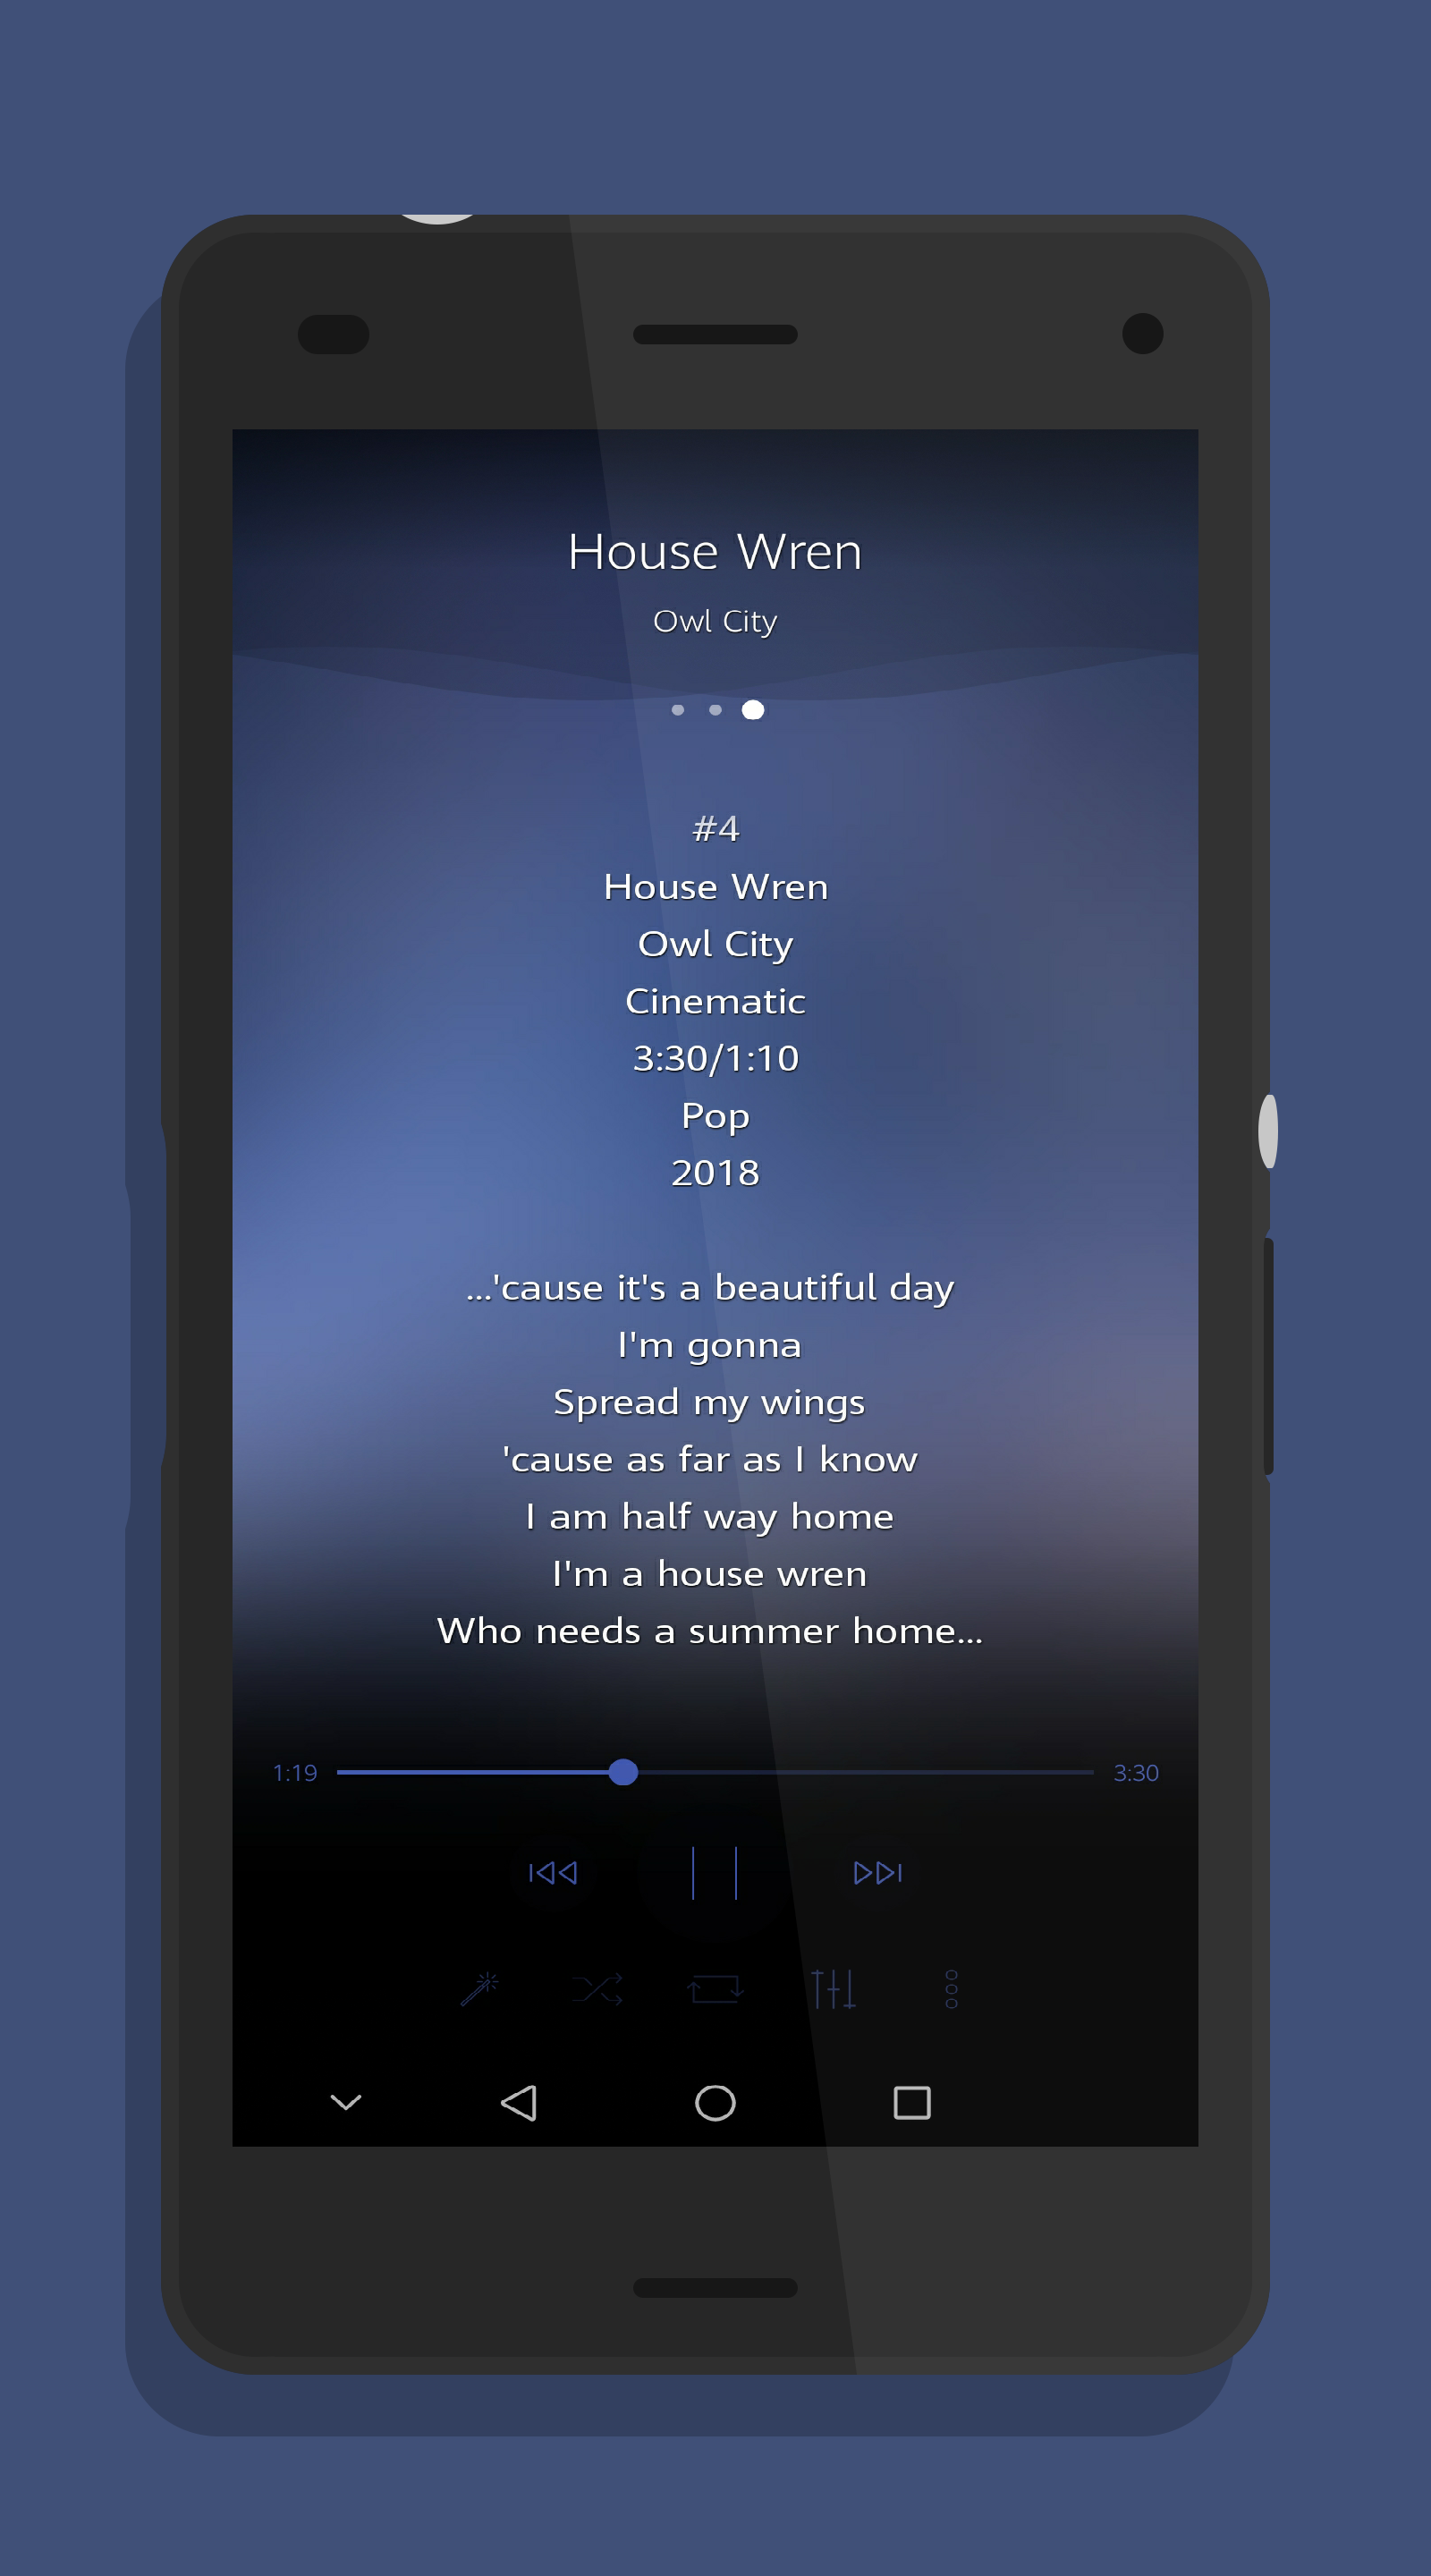 House Wren
Owl City
#4
House Wren
Owl City
Cinematic
3:30/1:10
Pop
2018
...'cause it's a beautiful day
I'm gonna
Spread my wings
'cause as far as I know
I am half way home
I'm a house wren
Who needs a summer home...
1:19 3:30